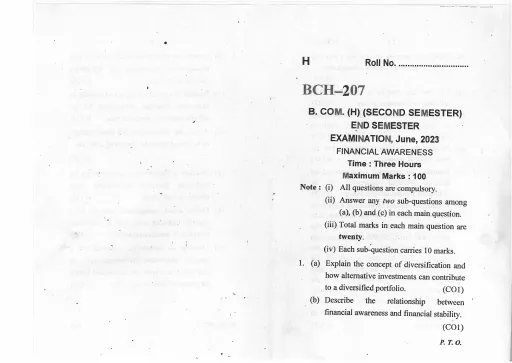 H Roll No. ..............................
BCH–207
B. COM. (H) (SECOND SEMESTER)
END SEMESTER
EXAMINATION, June, 2023
FINANCIAL AWARENESS
Time : Three Hours
Maximum Marks : 100
Note : (i) All questions are compulsory.
(ii) Answer any two sub-questions among
(a), (b) and (c) in each main question.
(iii) Total marks in each main question are
twenty.
(iv) Each sub-question carries 10 marks.
1. (a) Explain the concept of diversification and
how alternative investments can contribute
to a diversified portfolio. (CO1)
(b) Describe the relationship between
financial awareness and financial stability.
(CO1)
P. T. O.